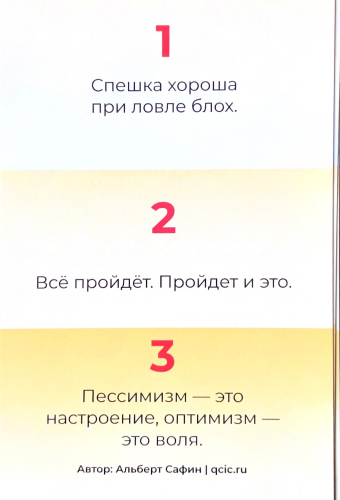 1
Спешка хороша
при ловле блох.
2
Всё пройдёт. Пройдет и это.
3
Пессимизм — это
настроение, оптимизм —
это воля.
Автор: Альберт Сафин | qcic.ru